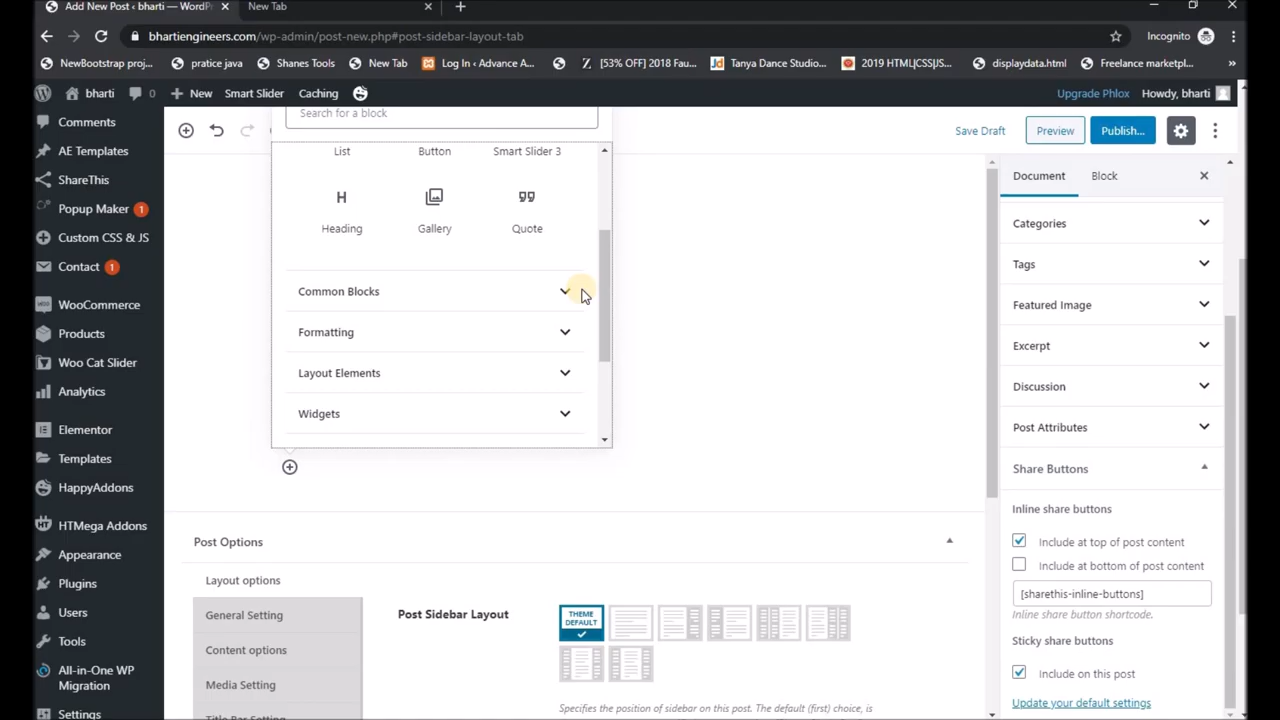 Add New Post ‹ bharti — WordPr
New Tab
bhartiengineers.com/wp-admin/post-new.php#post-sidebar-layout-tab
Incognito
NewBootstrap proj...
pratice java
Shanes Tools
New Tab
Log In ‹ Advance A...
[53% OFF] 2018 Fau...
Tanya Dance Studio...
2019 HTML|CSS|JS...
displaydata.html
Freelance marketpl...
bharti
0
New
Smart Slider
Caching
Upgrade Phlox
Howdy, bharti
Comments
AE Templates
ShareThis
Popup Maker 1
Custom CSS & JS
Contact 1
WooCommerce
Products
Woo Cat Slider
Analytics
Elementor
Templates
HappyAddons
HTMega Addons
Appearance
Plugins
Users
Tools
All-in-One WP
Migration
Settings
Save Draft
Preview
Publish...
Search for a block
List
Button
Smart Slider 3
Heading
Gallery
Quote
Common Blocks
Formatting
Layout Elements
Widgets
Post Options
Layout options
General Setting
Content options
Media Setting
Title Bar Setting
Post Sidebar Layout
THEME
DEFAULT
Specifies the position of sidebar on this post. The default (first) choice, is
Document
Block
Categories
Tags
Featured Image
Excerpt
Discussion
Post Attributes
Share Buttons
Inline share buttons
Include at top of post content
Include at bottom of post content
[sharethis-inline-buttons]
Inline share button shortcode.
Sticky share buttons
Include on this post
Update your default settings